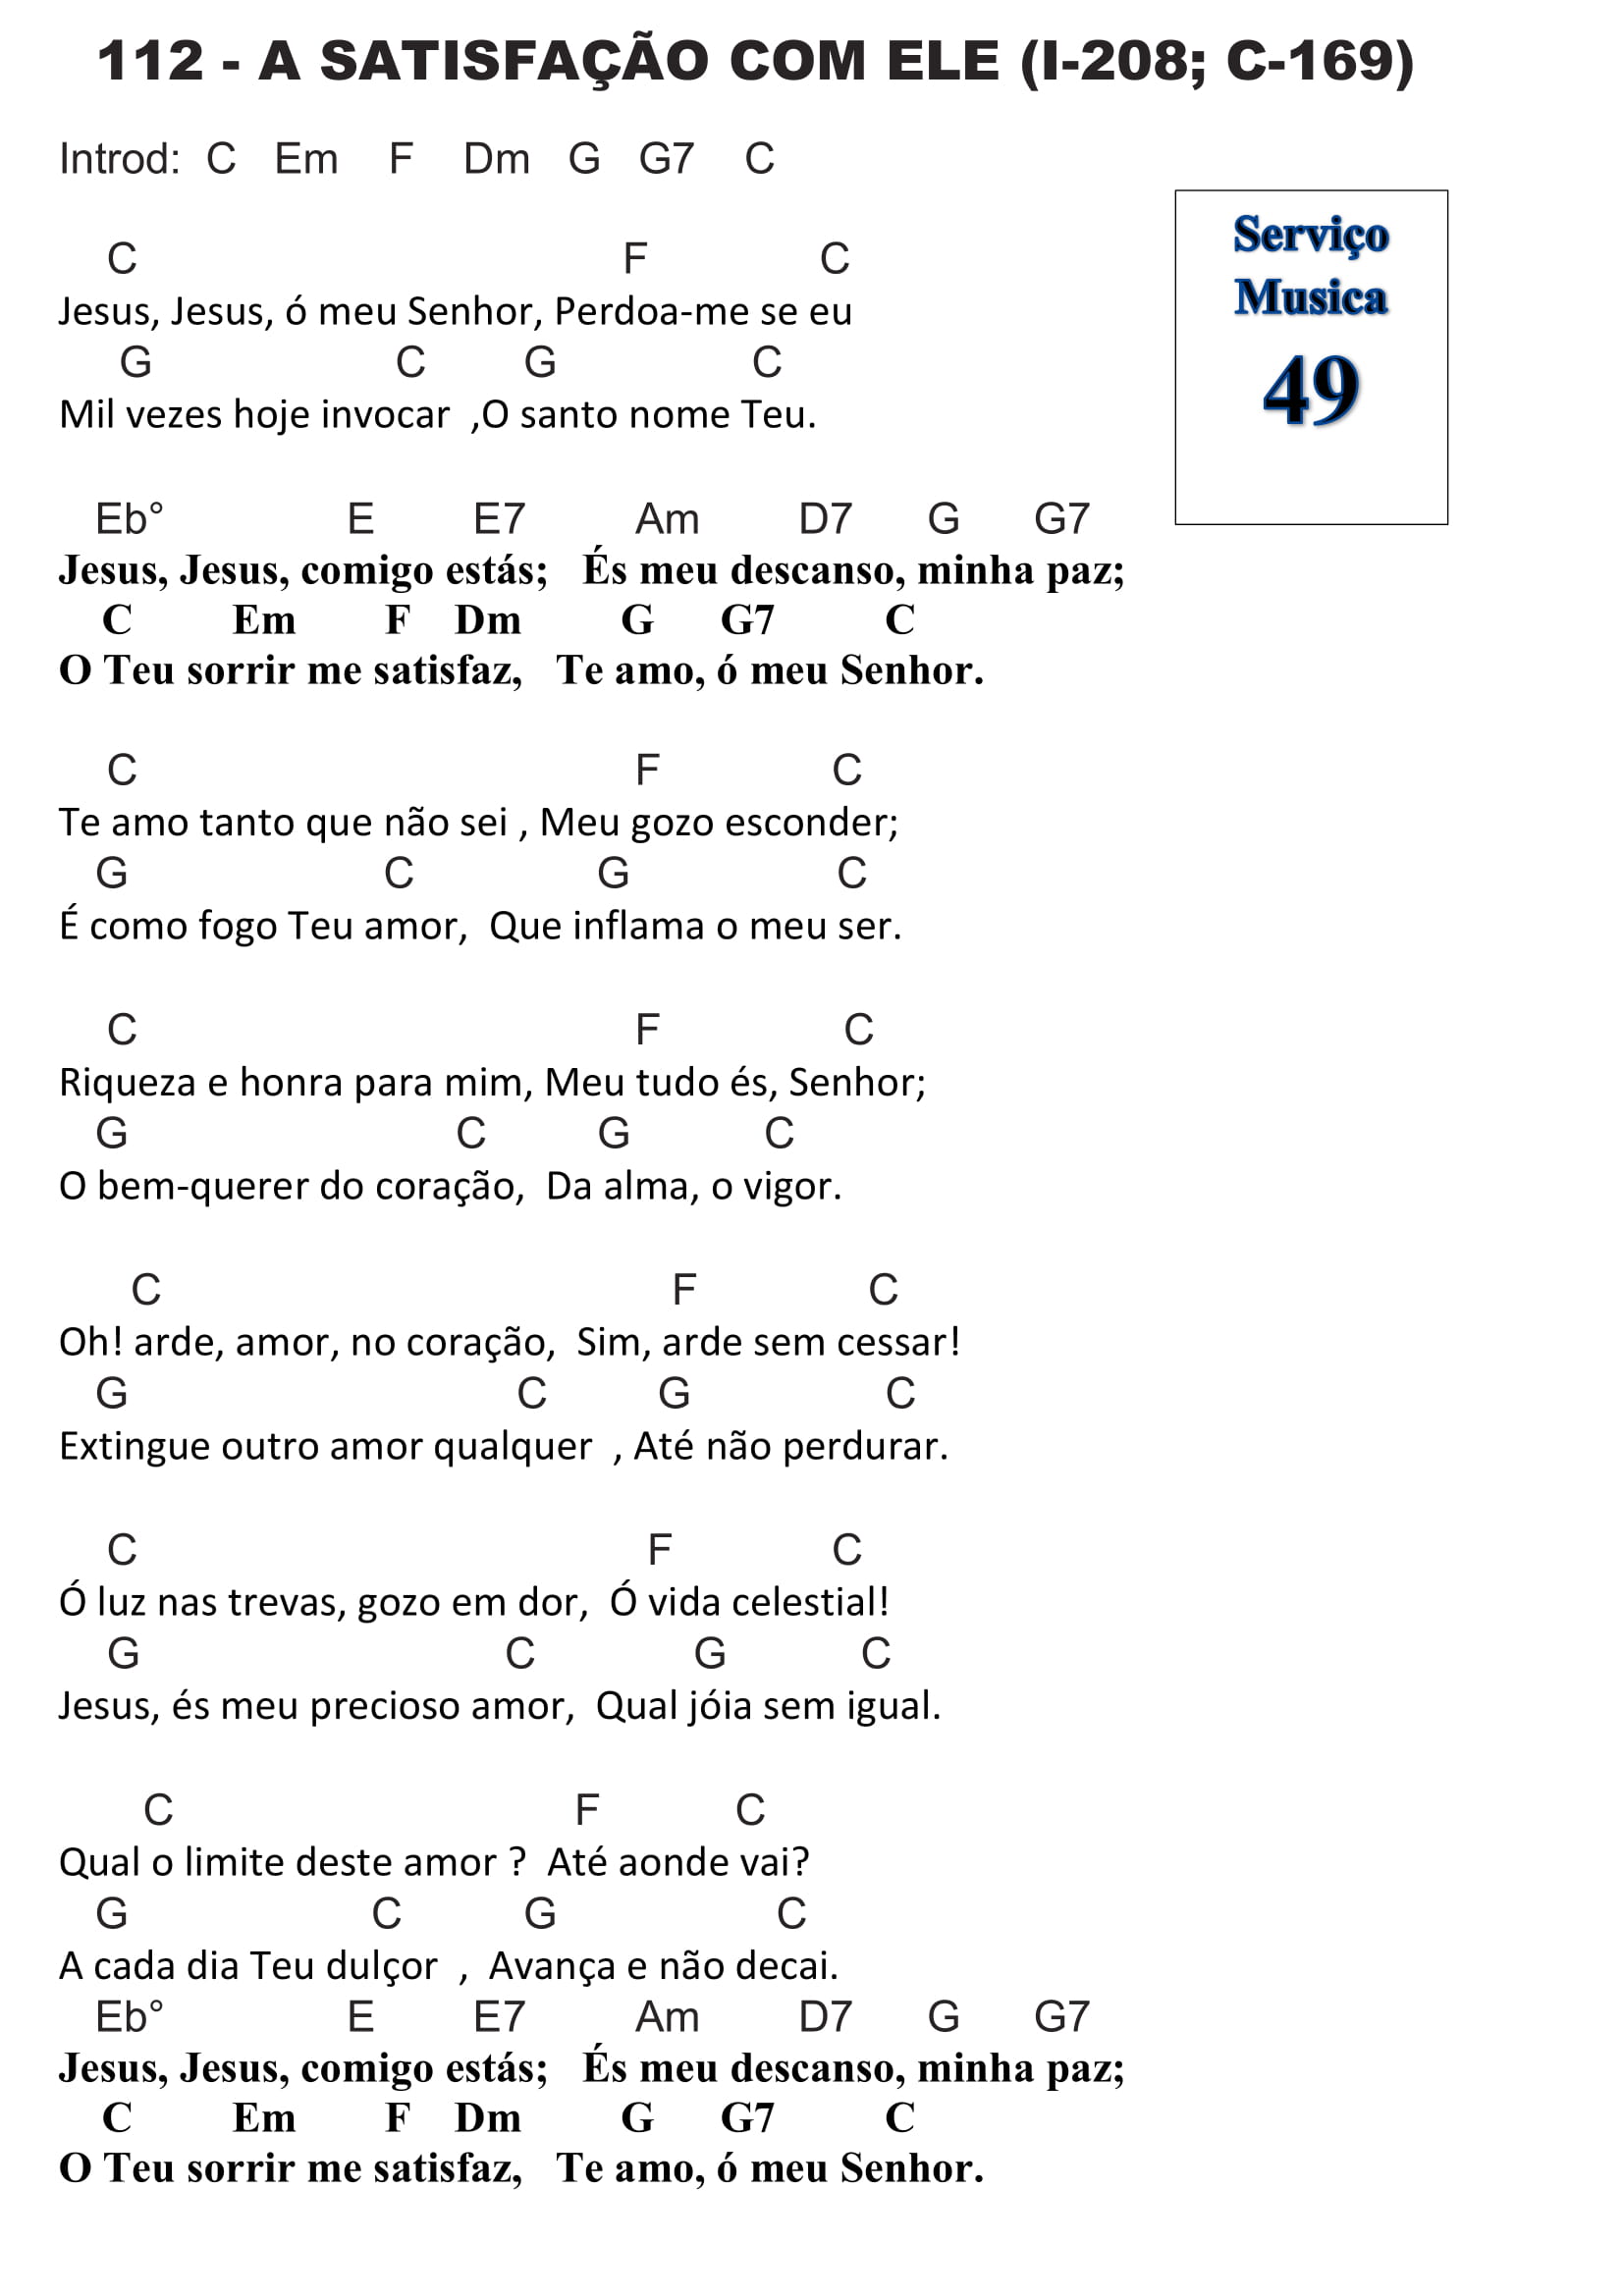 112 - A SATISFAÇÃO COM ELE (I-208; C-169)
Introd: C Em F Dm G G7 C
Serviço
Musica
49
C F C
Jesus, Jesus, ó meu Senhor, Perdoa-me se eu
G C G C
Mil vezes hoje invocar ,O santo nome Teu.
Eb° E E7 Am D7 G G7
Jesus, Jesus, comigo estás; És meu descanso, minha paz;
C Em F Dm G G7 C
O Teu sorrir me satisfaz, Te amo, ó meu Senhor.
C F C
Te amo tanto que não sei , Meu gozo esconder;
G C G C
É como fogo Teu amor, Que inflama o meu ser.
C F C
Riqueza e honra para mim, Meu tudo és, Senhor;
G C G C
O bem-querer do coração, Da alma, o vigor.
C F C
Oh! arde, amor, no coração, Sim, arde sem cessar!
G C G C
Extingue outro amor qualquer , Até não perdurar.
C F C
Ó luz nas trevas, gozo em dor, Ó vida celestial!
G C G C
Jesus, és meu precioso amor, Qual jóia sem igual.
C F C
Qual o limite deste amor ? Até aonde vai?
G C G C
A cada dia Teu dulçor , Avança e não decai.
Eb° E E7 Am D7 G G7
Jesus, Jesus, comigo estás; És meu descanso, minha paz;
C Em F Dm G G7 C
O Teu sorrir me satisfaz, Te amo, ó meu Senhor.